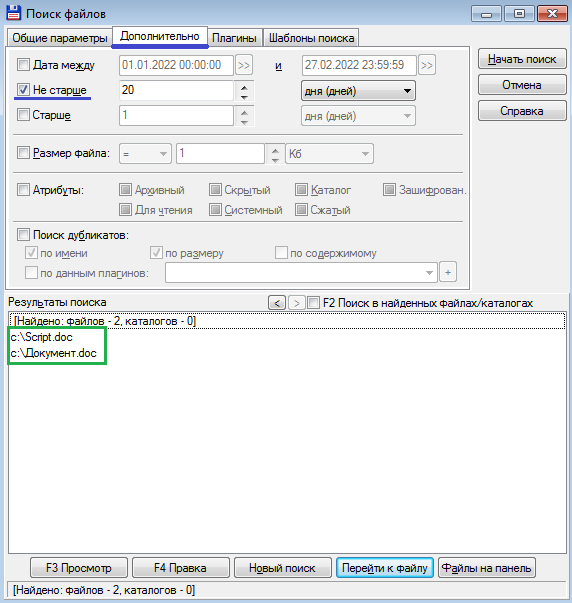 Поиск файлов
Общие параметры Дополнительно Плагины Шаблоны поиска
Дата между 01.01.2022 00:00:00 >> и 27.02.2022 23:59:59 >>
Начать поиск
Не старше 20 дня (дней)
Отмена
Старше 1 дня (дней)
Справка
Размер файла: = 1 Кб
Атрибуты: Архивный Скрытый Каталог Зашифрован.
Для чтения Системный Сжатый
Поиск дубликатов:
по имени по размеру по содержимому
по данным плагинов: +
Результаты поиска < > F2 Поиск в найденных файлах/каталогах
[Найдено: файлов - 2, каталогов - 0]
c:\Script.doc
c:\Документ.doc
F3 Просмотр F4 Правка Новый поиск Перейти к файлу Файлы на панель
[Найдено: файлов - 2, каталогов - 0]